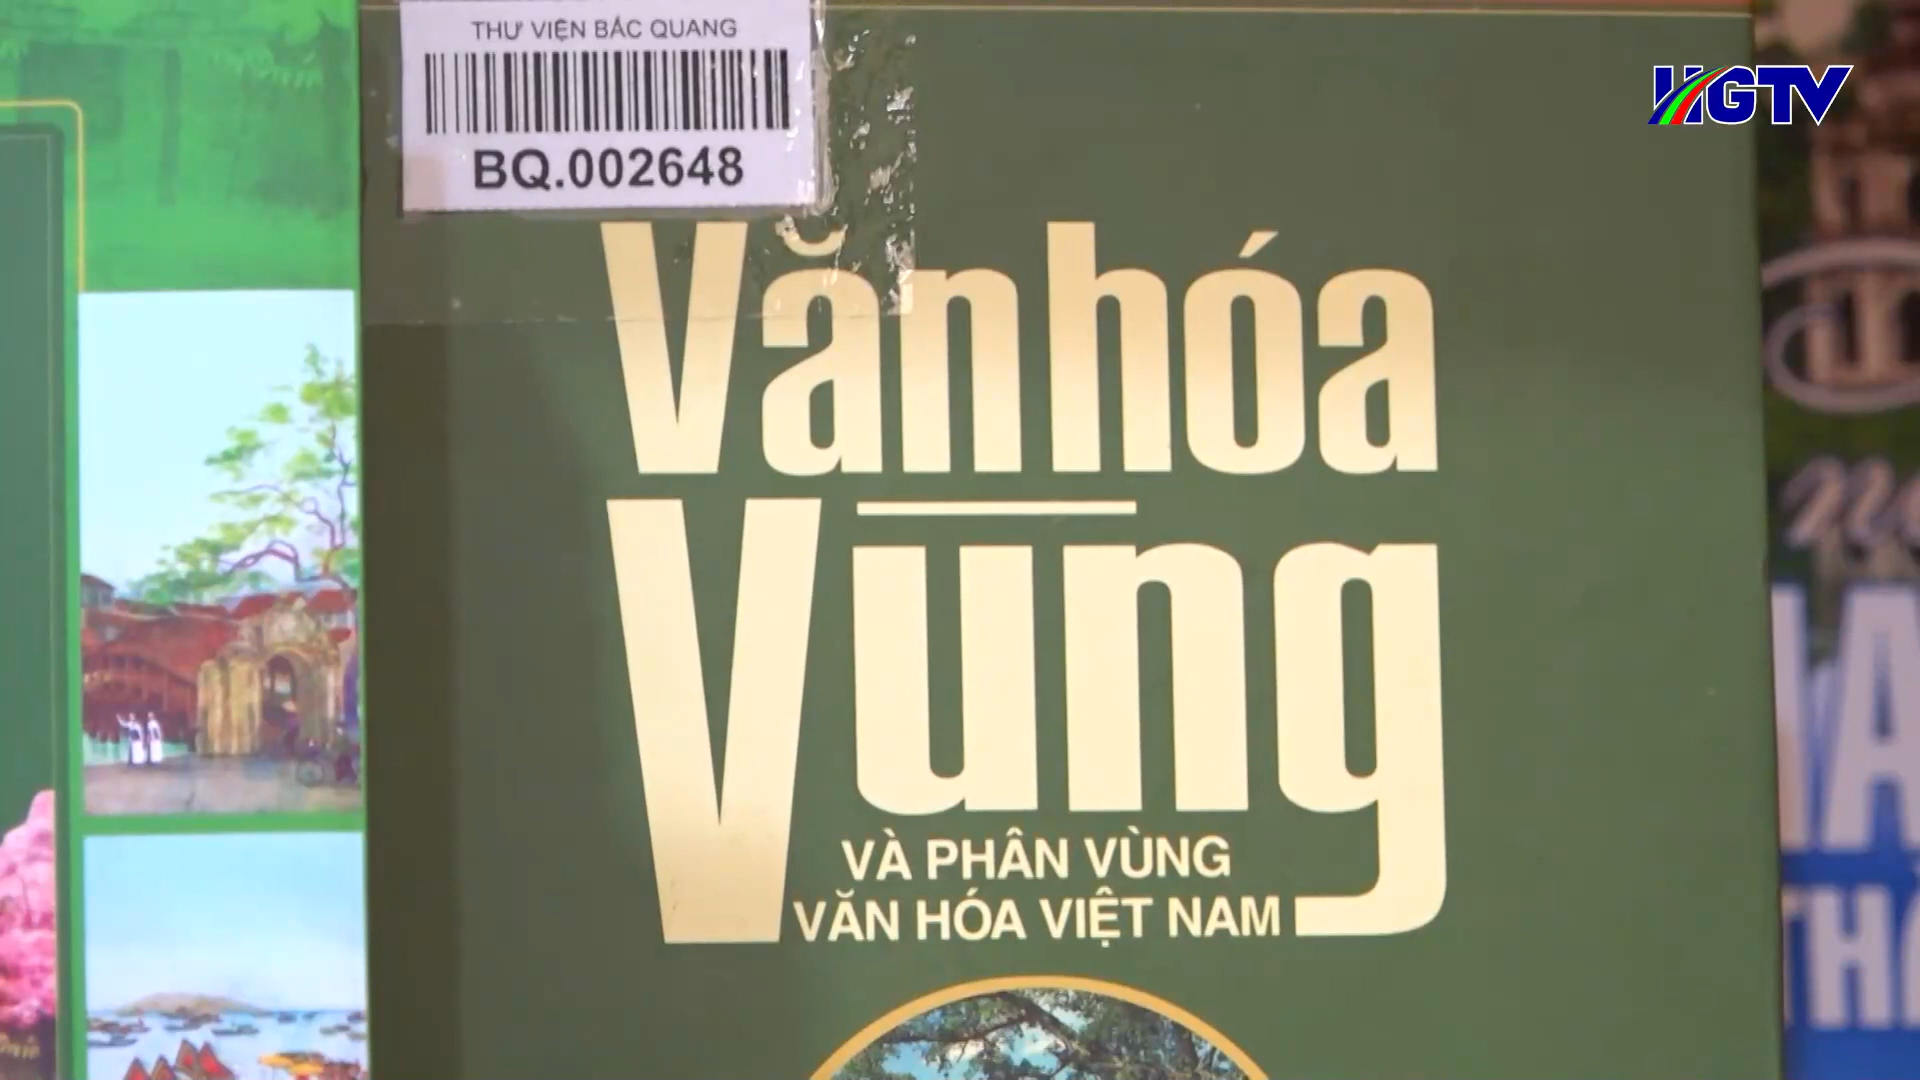 THƯ VIỆN BẮC QUANG
BQ.002648
HGTV
Văn hóa
Vùng
VÀ PHÂN VÙNG
VĂN HÓA VIỆT NAM